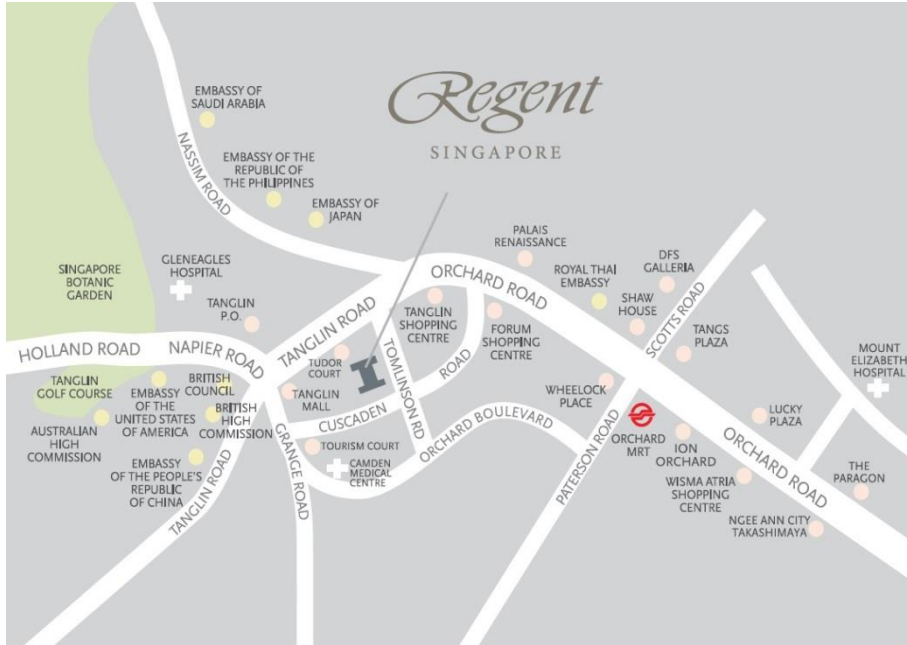 Regent
SINGAPORE
EMBASSY OF
SAUDI ARABIA
NASSIM ROAD
EMBASSY OF THE
REPUBLIC OF
THE PHILIPPINES
EMBASSY OF
JAPAN
SINGAPORE
BOTANIC
GARDEN
GLENEAGLES
HOSPITAL
TANGLIN
P.O.
HOLLAND ROAD
NAPIER ROAD
TANGLIN ROAD
ORCHARD ROAD
PALAIS
RENAISSANCE
ROYAL THAI
EMBASSY
DFS
GALLERIA
SHAW
HOUSE
SCOTTS ROAD
TANGS
PLAZA
TANGLIN
SHOPPING
CENTRE
FORUM
SHOPPING
CENTRE
TUDOR
COURT
TOMLINSON RD
TANGLIN
MALL
CUSCADEN
ROAD
WHEELOCK
PLACE
MOUNT
ELIZABETH
HOSPITAL
TANGLIN
GOLF COURSE
EMBASSY
OF THE
UNITED STATES
OF AMERICA
BRITISH
COUNCIL
BRITISH
HIGH
COMMISSION
AUSTRALIAN
HIGH
COMMISSION
EMBASSY
OF THE PEOPLE'S
REPUBLIC
OF CHINA
TANGLIN ROAD
GRANGE ROAD
TOURISM COURT
CAMDEN
MEDICAL
CENTRE
ORCHARD BOULEVARD
PATERSON ROAD
ORCHARD
MRT
ION
ORCHARD
LUCKY
PLAZA
ORCHARD ROAD
WISMA ATRIA
SHOPPING
CENTRE
THE
PARAGON
NGEE ANN CITY
TAKASHIMAYA